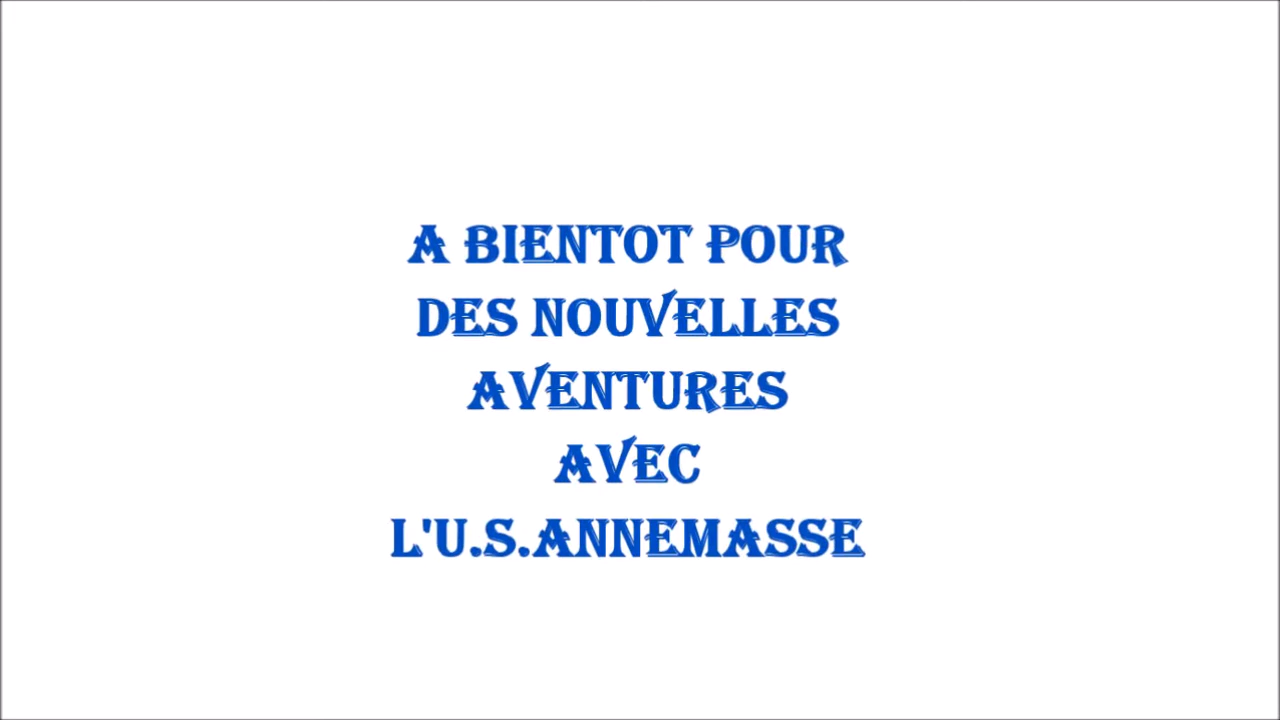 A BIENTOT POUR
DES NOUVELLES
AVENTURES
AVEC
L'U.S.ANNEMASSE